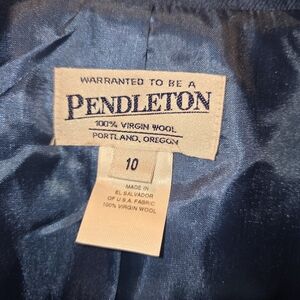 WARRANTED TO BE A
PENDLETON
100% VIRGIN WOOL
PORTLAND, OREGON
10
MADE IN
EL SALVADOR
OF U.S.A. FABRIC
100% VIRGIN WOOL